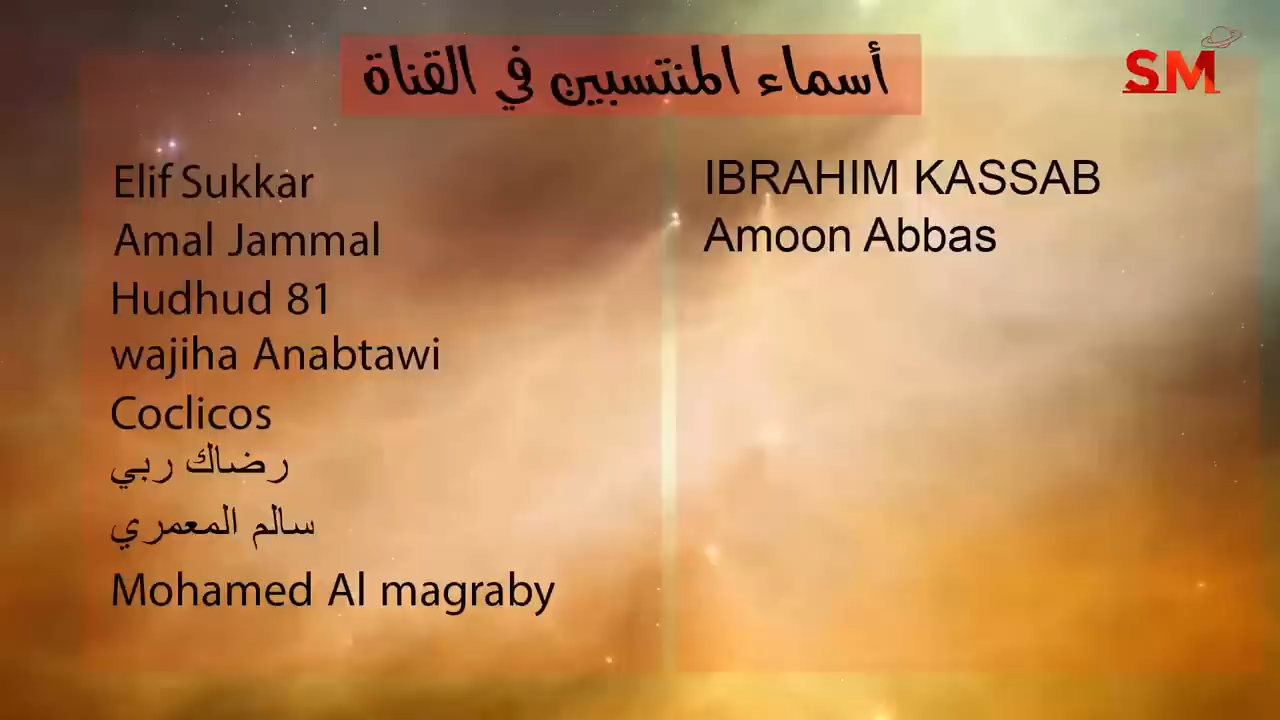 أسماء المنتسبين في القناة
SM
Elif Sukkar
Amal Jammal
Hudhud 81
wajiha Anabtawi
Coclicos
رضاك ربي
سالم المعمري
Mohamed Al magraby
IBRAHIM KASSAB
Amoon Abbas